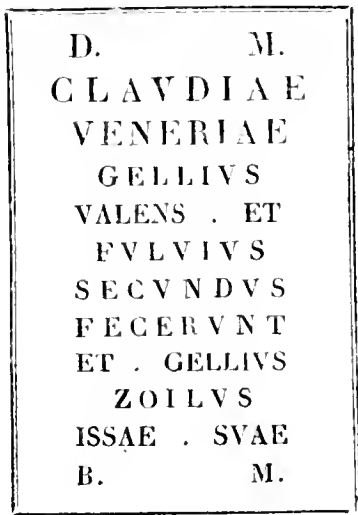 D. M.
CLAVDIAE
VENERIAE
GELLIVS
VALENS . ET
FVLVIVS
SECVNDVS
FECERVNT
ET . GELLIVS
ZOILVS
ISSAE . SVAE
B. M.